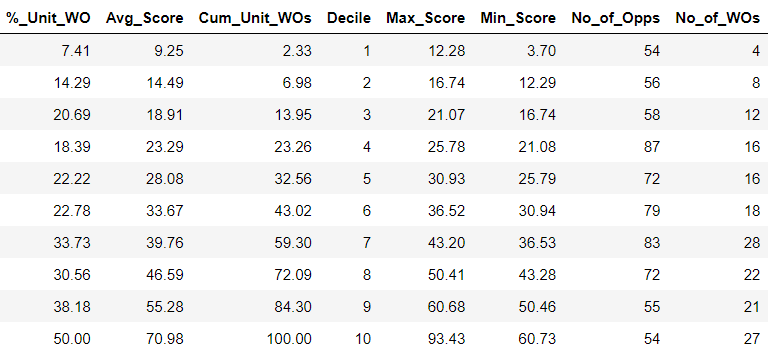 %_Unit_WO Avg_Score Cum_Unit_WOs Decile Max_Score Min_Score No_of_Opps No_of_WOs
7.41 9.25 2.33 1 12.28 3.70 54 4
14.29 14.49 6.98 2 16.74 12.29 56 8
20.69 18.91 13.95 3 21.07 16.74 58 12
18.39 23.29 23.26 4 25.78 21.08 87 16
22.22 28.08 32.56 5 30.93 25.79 72 16
22.78 33.67 43.02 6 36.52 30.94 79 18
33.73 39.76 59.30 7 43.20 36.53 83 28
30.56 46.59 72.09 8 50.41 43.28 72 22
38.18 55.28 84.30 9 60.68 50.46 55 21
50.00 70.98 100.00 10 93.43 60.73 54 27